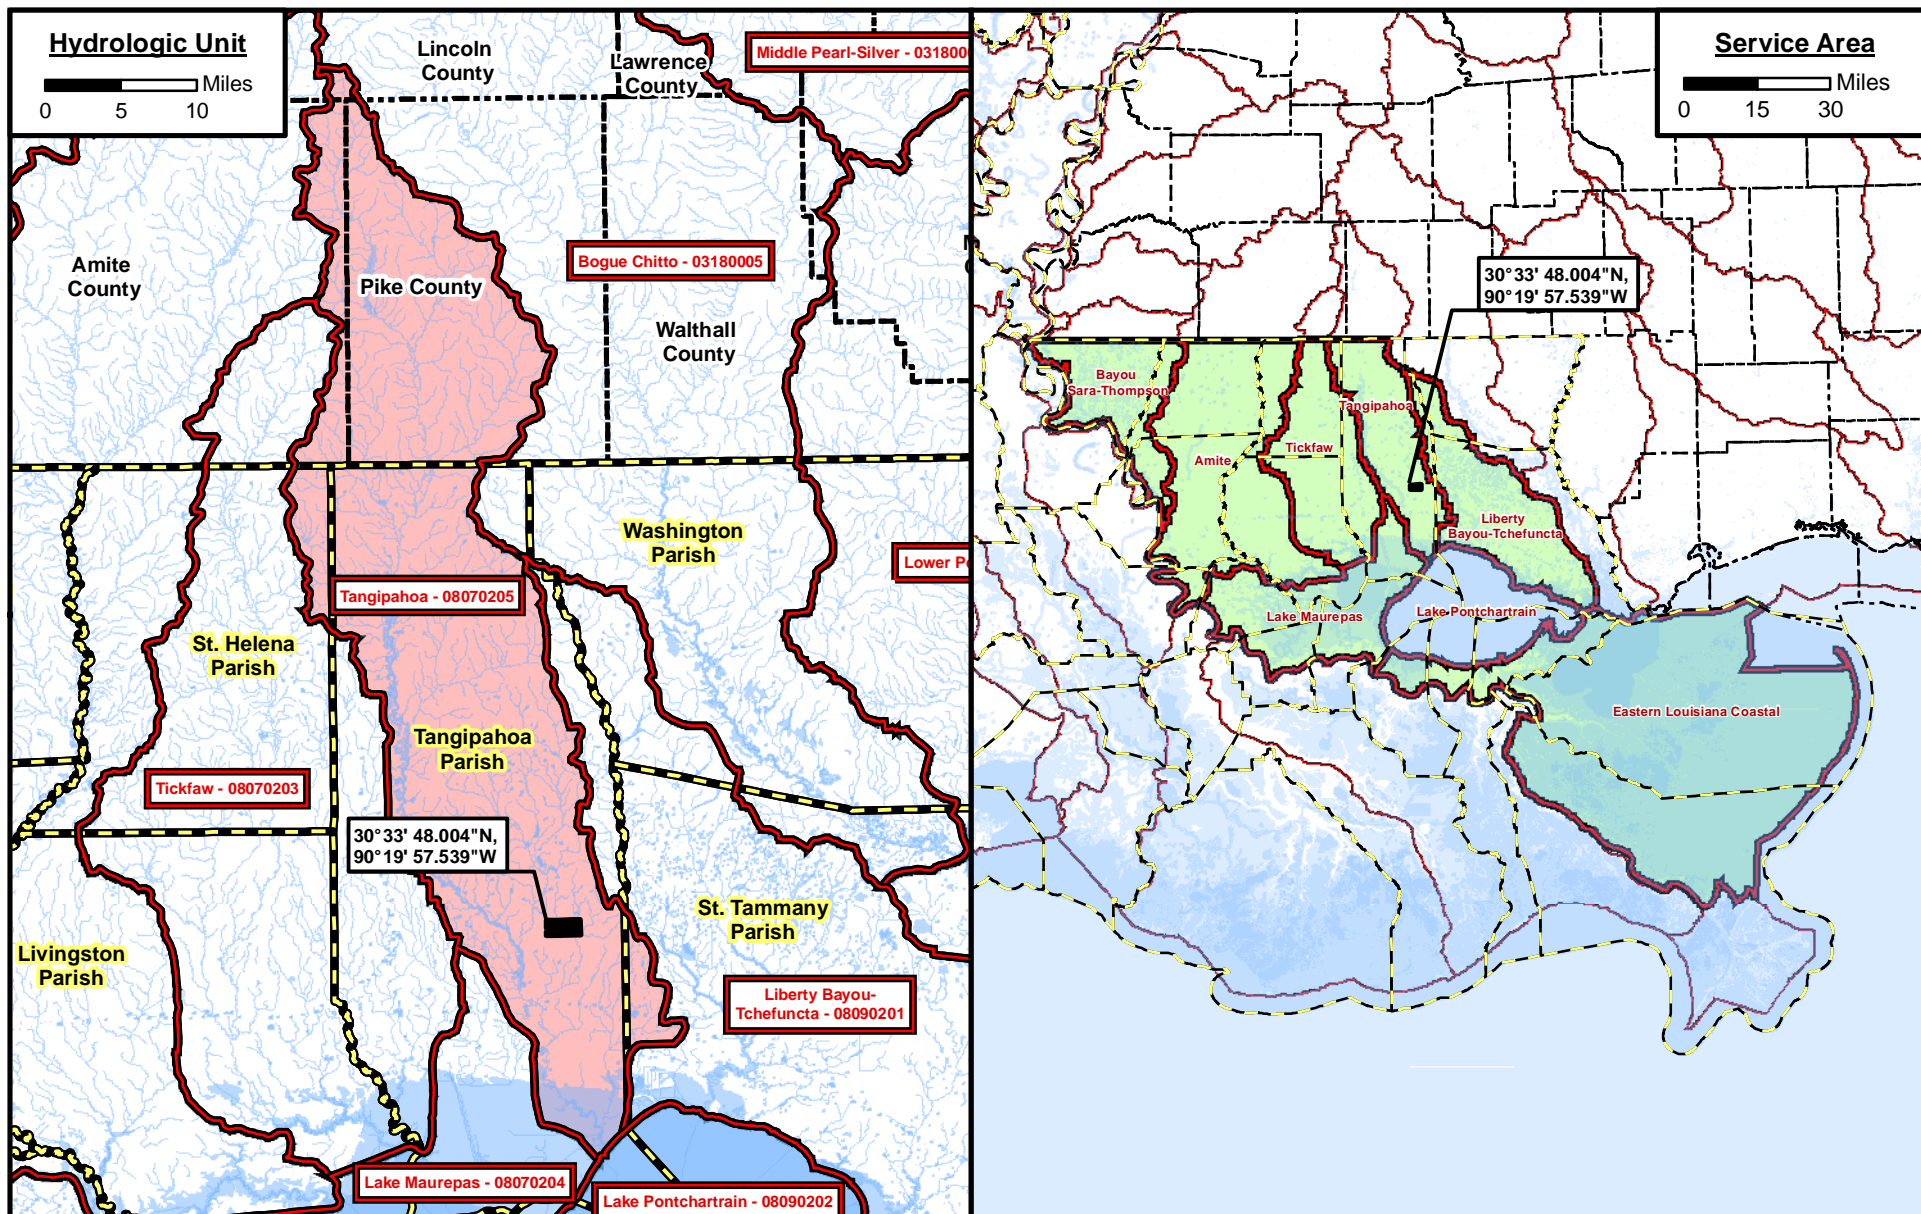 Hydrologic Unit
Miles
0 5 10
Lincoln
County
Lawrence
County
Middle Pearl-Silver - 03180
Amite
County
Pike County
Bogue Chitto - 03180005
Walthall
County
Washington
Parish
Lower P
Tangipahoa - 08070205
St. Helena
Parish
Tangipahoa
Parish
Tickfaw - 08070203
30°33' 48.004"N,
90°19' 57.539"W
St. Tammany
Parish
Livingston
Parish
Liberty Bayou-
Tchefuncta - 08090201
Lake Maurepas - 08070204
Lake Pontchartrain - 08090202
Service Area
Miles
0 15 30
30°33' 48.004"N,
90°19' 57.539"W
Bayou
Sara-Thompson
Tangipahoa
Tickfaw
Amite
Liberty
Bayou-Tchefuncta
Lake Maurepas
Lake Pontchartrain
Eastern Louisiana Coastal